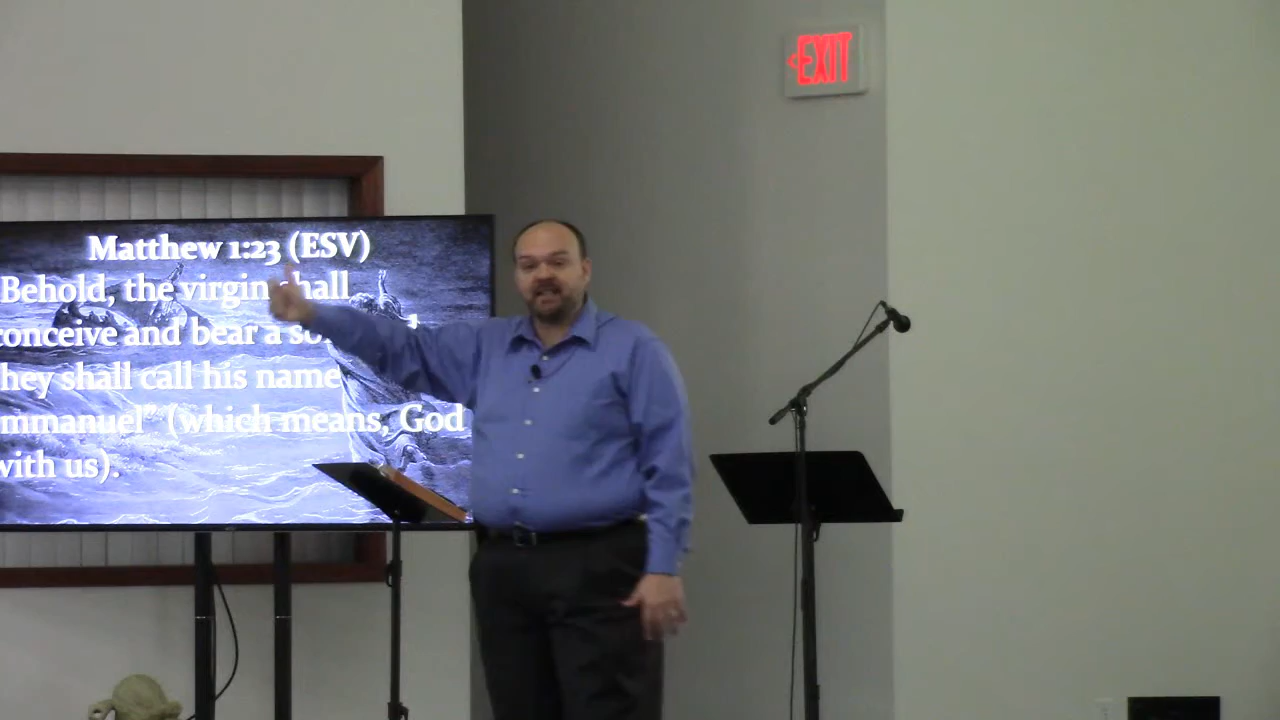 EXIT
Matthew 1:23 (ESV)
Behold, the virgin shall
conceive and bear a so
hey shall call his name
mmanuel” (which means, God
with us).